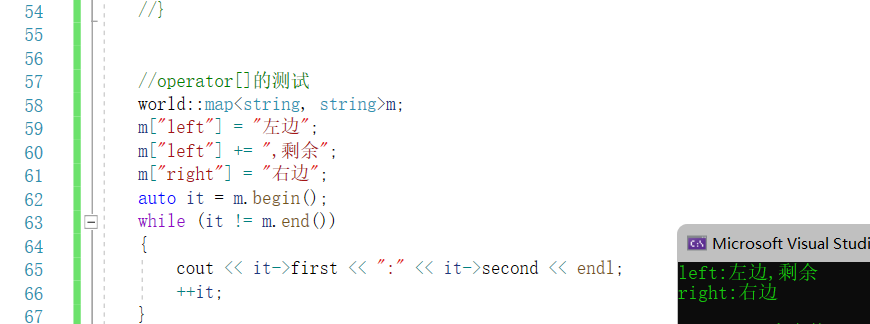 54 //}
55
56
57 //operator[]的测试
58 world::map<string, string>m;
59 m["left"] = "左边";
60 m["left"] += ",剩余";
61 m["right"] = "右边";
62 auto it = m.begin();
63 while (it != m.end())
64 {
65 cout << it->first << ":" << it->second << endl;
66 ++it;
67 }
Microsoft Visual Studi
left:左边,剩余
right:右边